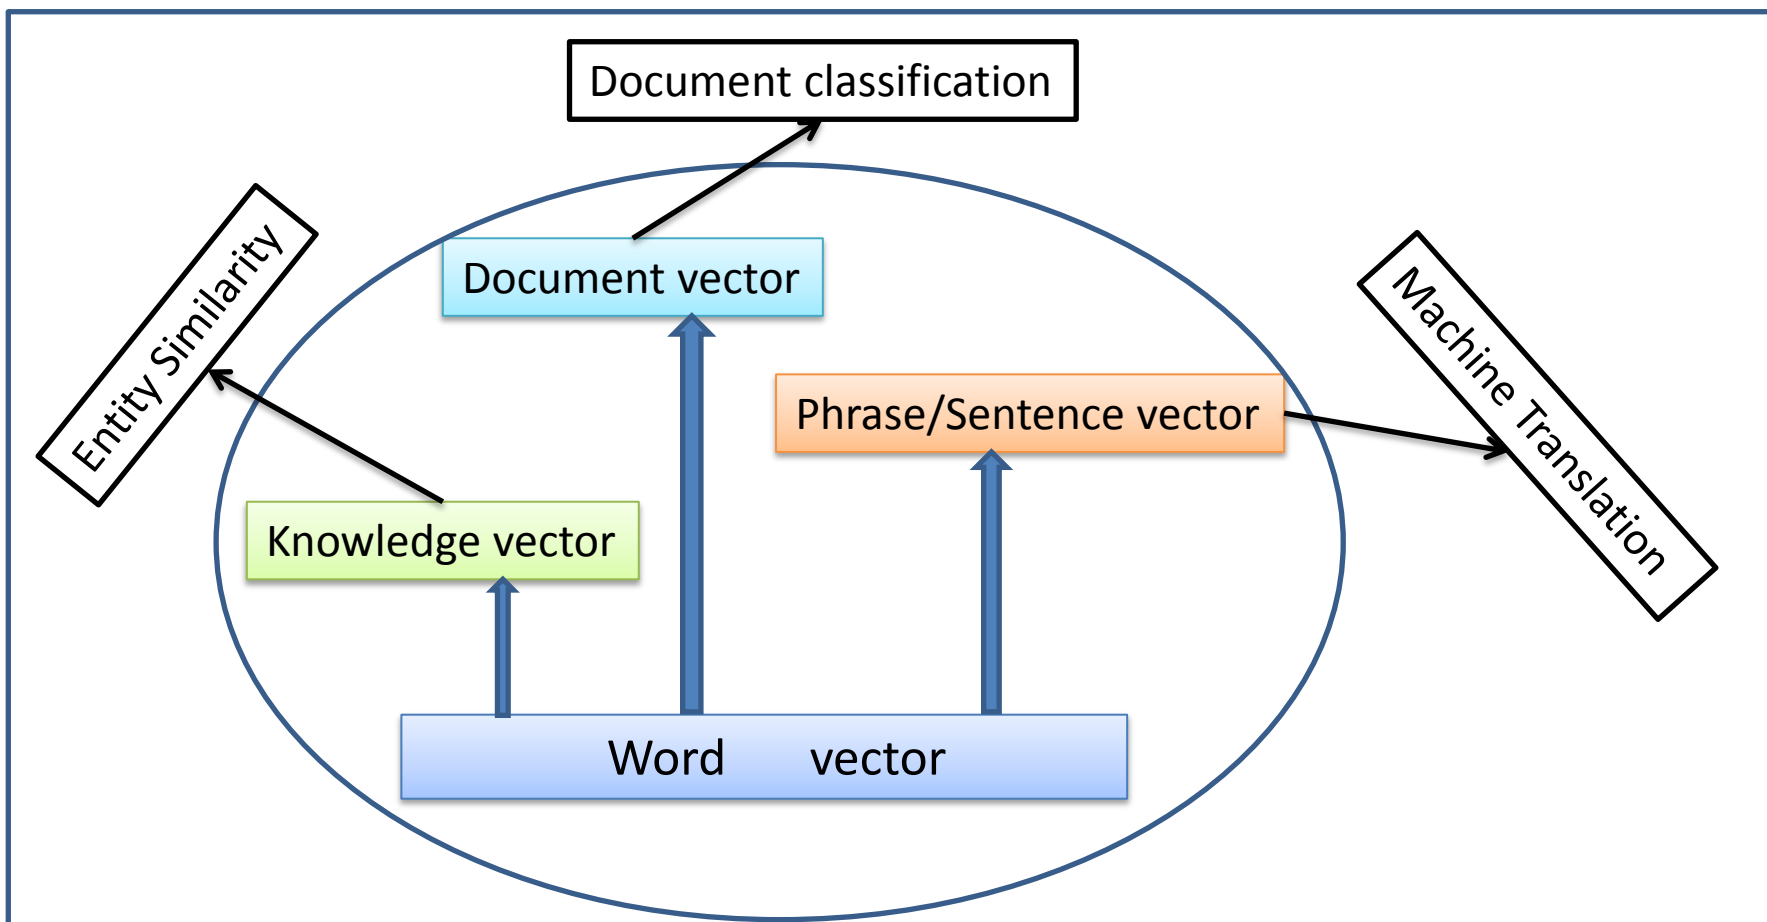 Document classification
Entity Similarity
Document vector
Machine Translation
Phrase/Sentence vector
Knowledge vector
Word vector